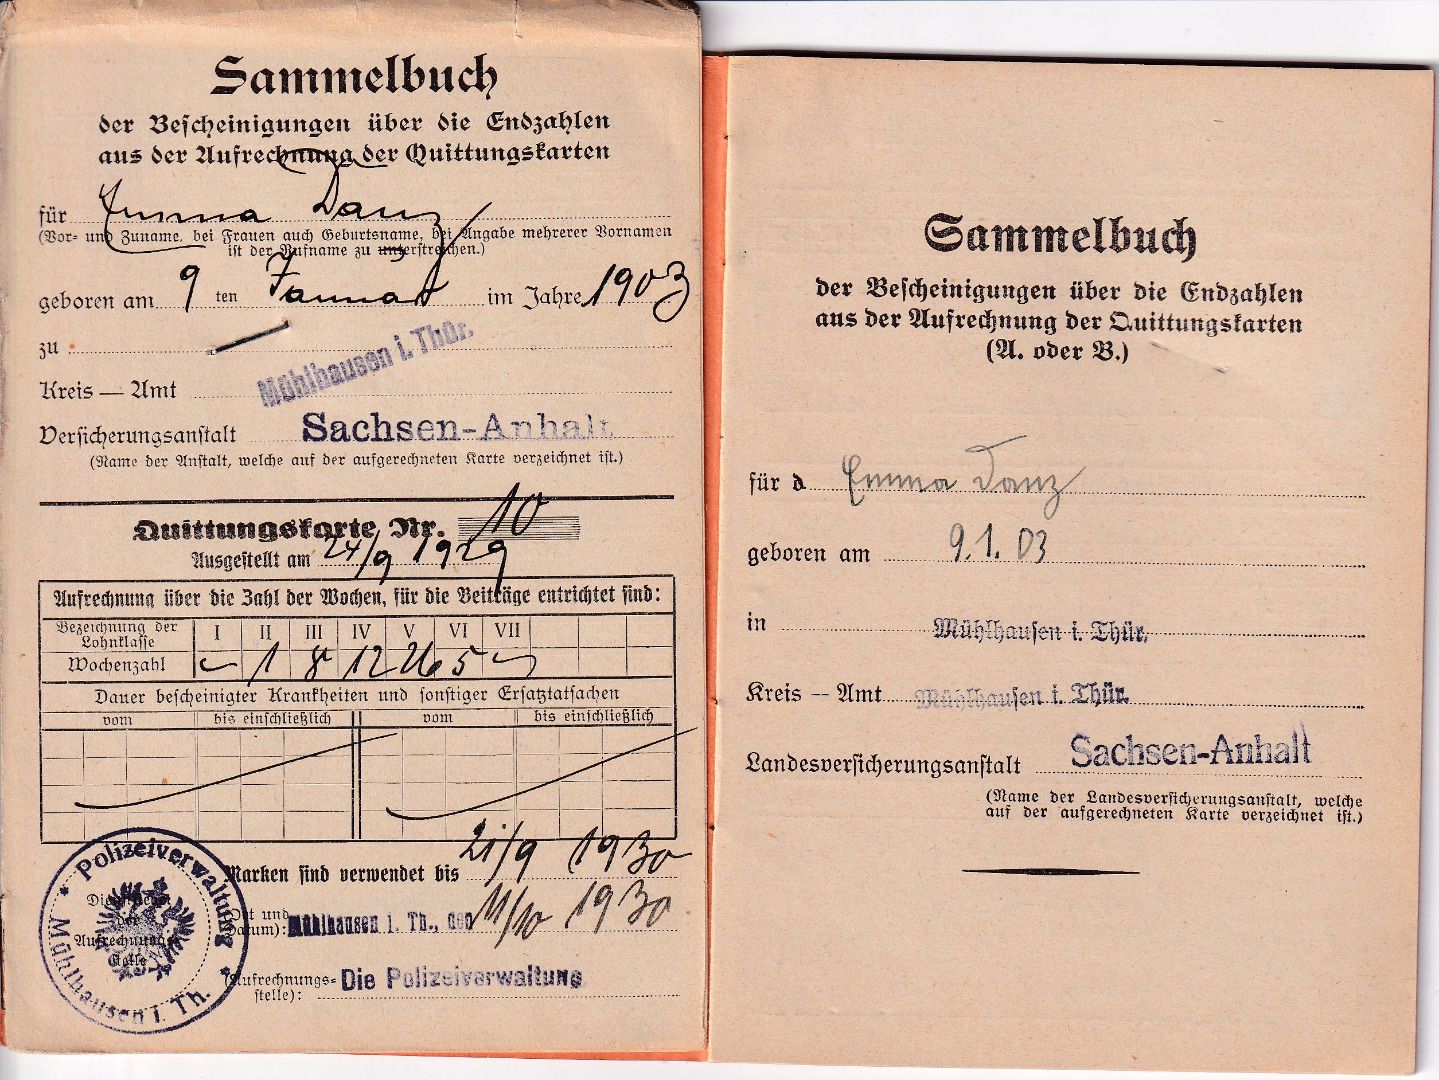 Sammelbuch
der Bescheinigungen über die Endzahlen
aus der Aufrechnung der Quittungskarten
für Emma Danz
(Vor- und Zuname, bei Frauen auch Geburtsname, bei Angabe mehrerer Vornamen
ist der Rufname zu unterstreichen.)
geboren am 9 ten Januar im Jahre 1903
zu
Mühlhausen i. Thür.
Kreis — Amt
Versicherungsanstalt Sachsen-Anhalt
(Name der Anstalt, welche auf der aufgerechneten Karte verzeichnet ist.)
Quittungskarte Nr. 10
Ausgestellt am 24/9 1929
Aufrechnung über die Zahl der Wochen, für die Beiträge entrichtet sind:
Bezeichnung der Lohnklasse I II III IV V VI VII
Wochenzahl 1 8 12 26 5
Dauer bescheinigter Krankheiten und sonstiger Ersatztatsachen
vom bis einschließlich vom bis einschließlich
Marken sind verwendet bis 21/9 1930
(Ort und Datum): Mühlhausen i. Th., den 11/10 1930
(Aufrechnungsstelle): Die Polizeiverwaltung
Dienstsiegel
der
Aufrechnungs-
stelle
* Polizeiverwaltung *
Mühlhausen i. Th.
Sammelbuch
der Bescheinigungen über die Endzahlen
aus der Aufrechnung der Quittungskarten
(A. oder B.)
für d Emma Danz
geboren am 9. 1. 03
in Mühlhausen i. Thür.
Kreis – Amt Mühlhausen i. Thür.
Landesversicherungsanstalt Sachsen-Anhalt
(Name der Landesversicherungsanstalt, welche
auf der aufgerechneten Karte verzeichnet ist.)